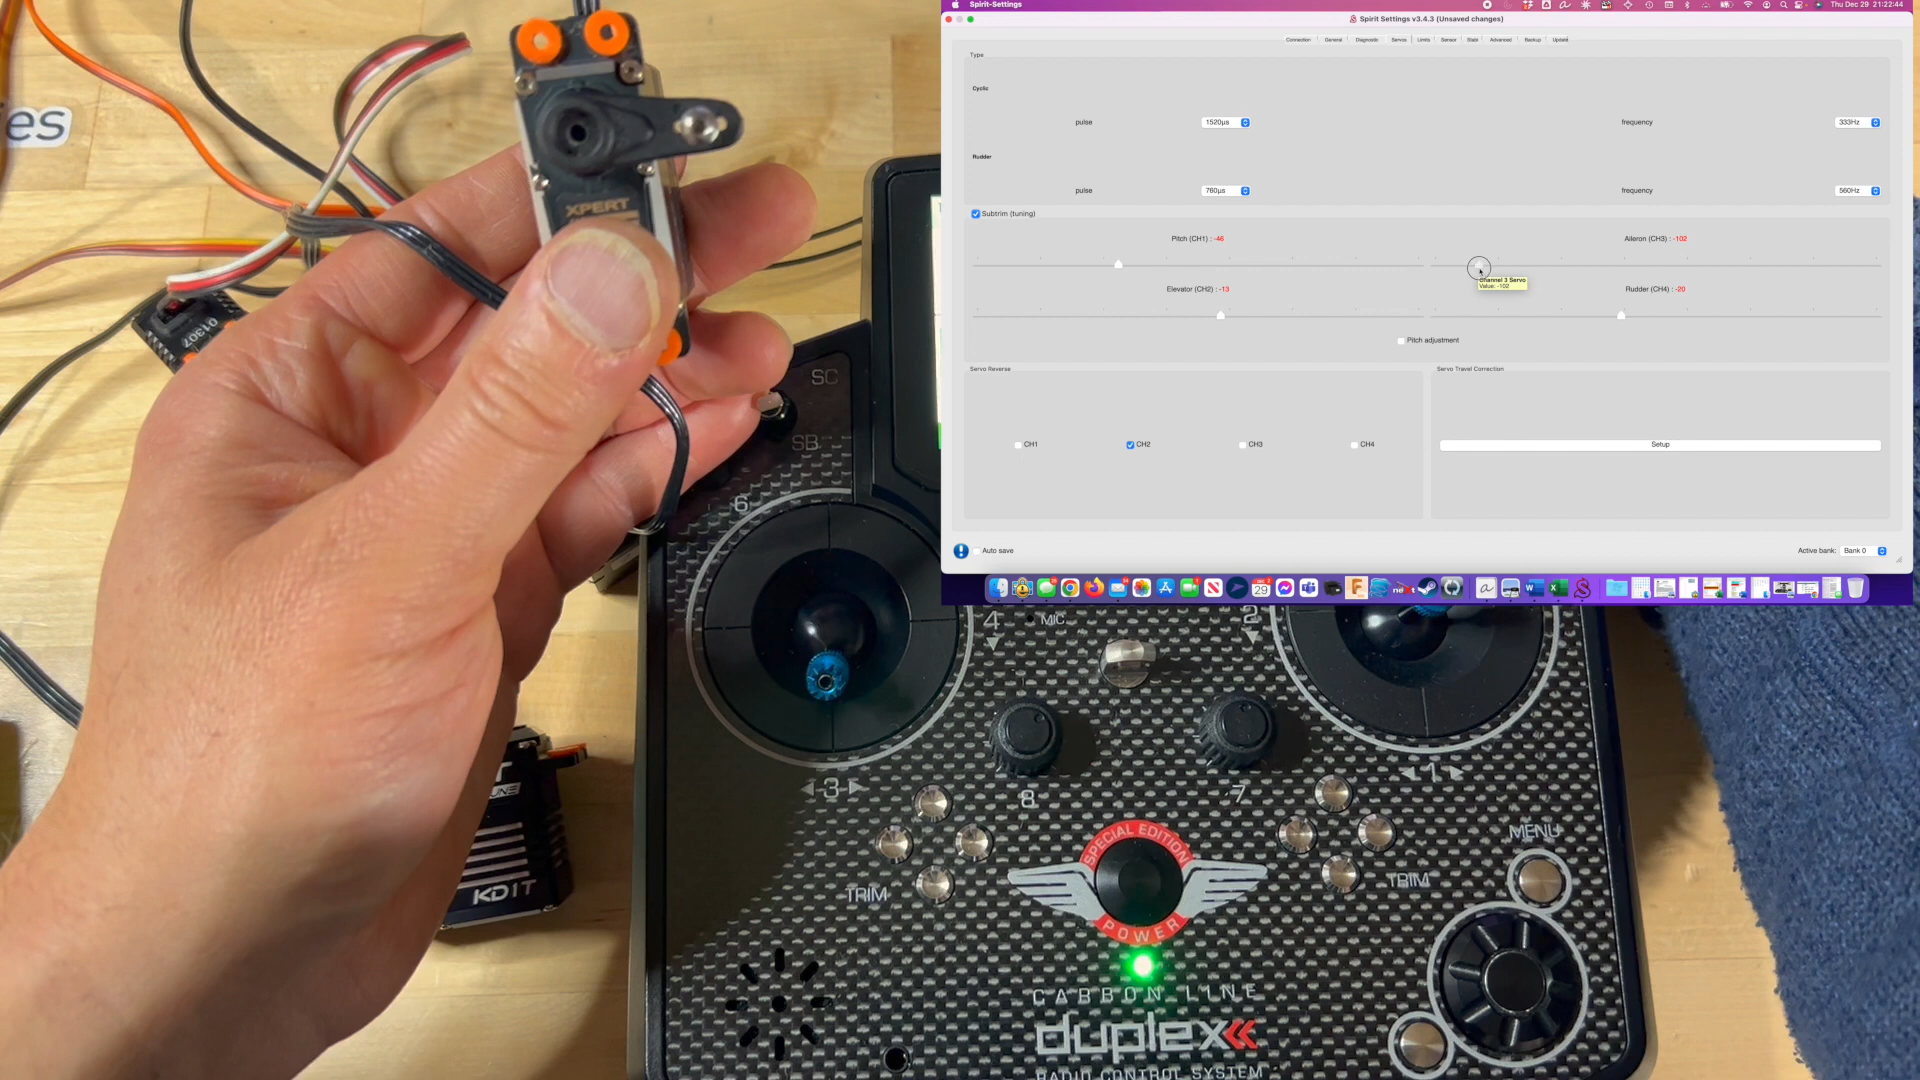 Spirit-Settings
Thu Dec 29 21:22:44
Spirit Settings v3.4.3 (Unsaved changes)
Connection General Diagnostic Servos Limits Sensor Stabi Advanced Backup Update
Type
Cyclic
pulse 1520µs frequency 333Hz
Rudder
pulse 760µs frequency 560Hz
Subtrim (tuning)
Pitch (CH1) : -46 Aileron (CH3) : -102
Channel 3 Servo
Value: -102
Elevator (CH2) : -13 Rudder (CH4) : -20
Pitch adjustment
Servo Reverse Servo Travel Correction
CH1 CH2 CH3 CH4 Setup
Auto save Active bank: Bank 0
es
XPERT
01307
SC
SB
6
4
MIC
2
3
8
7
1
MENU
TRIM
TRIM
SPECIAL EDITION
POWER
KDIT
CARBON LINE
duplex
RADIO CONTROL SYSTEM